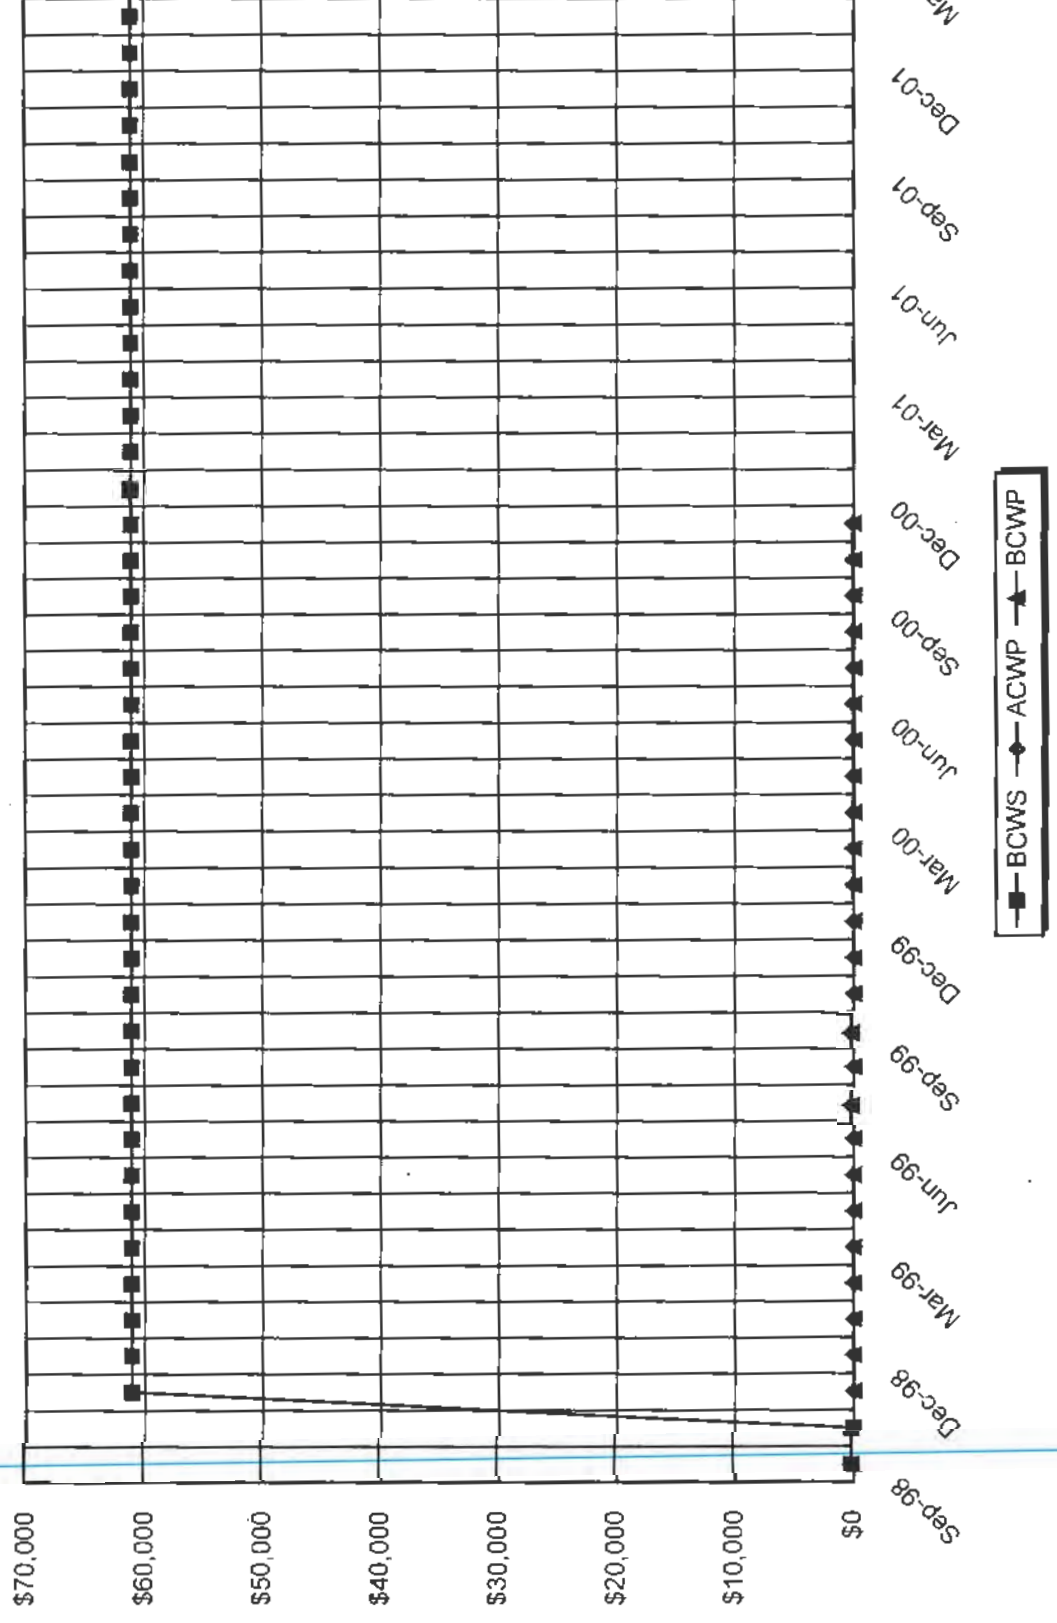 $70,000
$60,000
$50,000
$40,000
$30,000
$20,000
$10,000
$0
Sep-98
Dec-98
Mar-99
Jun-99
Sep-99
Dec-99
Mar-00
Jun-00
Sep-00
Dec-00
Mar-01
Jun-01
Sep-01
Dec-01
BCWS ACWP BCWP